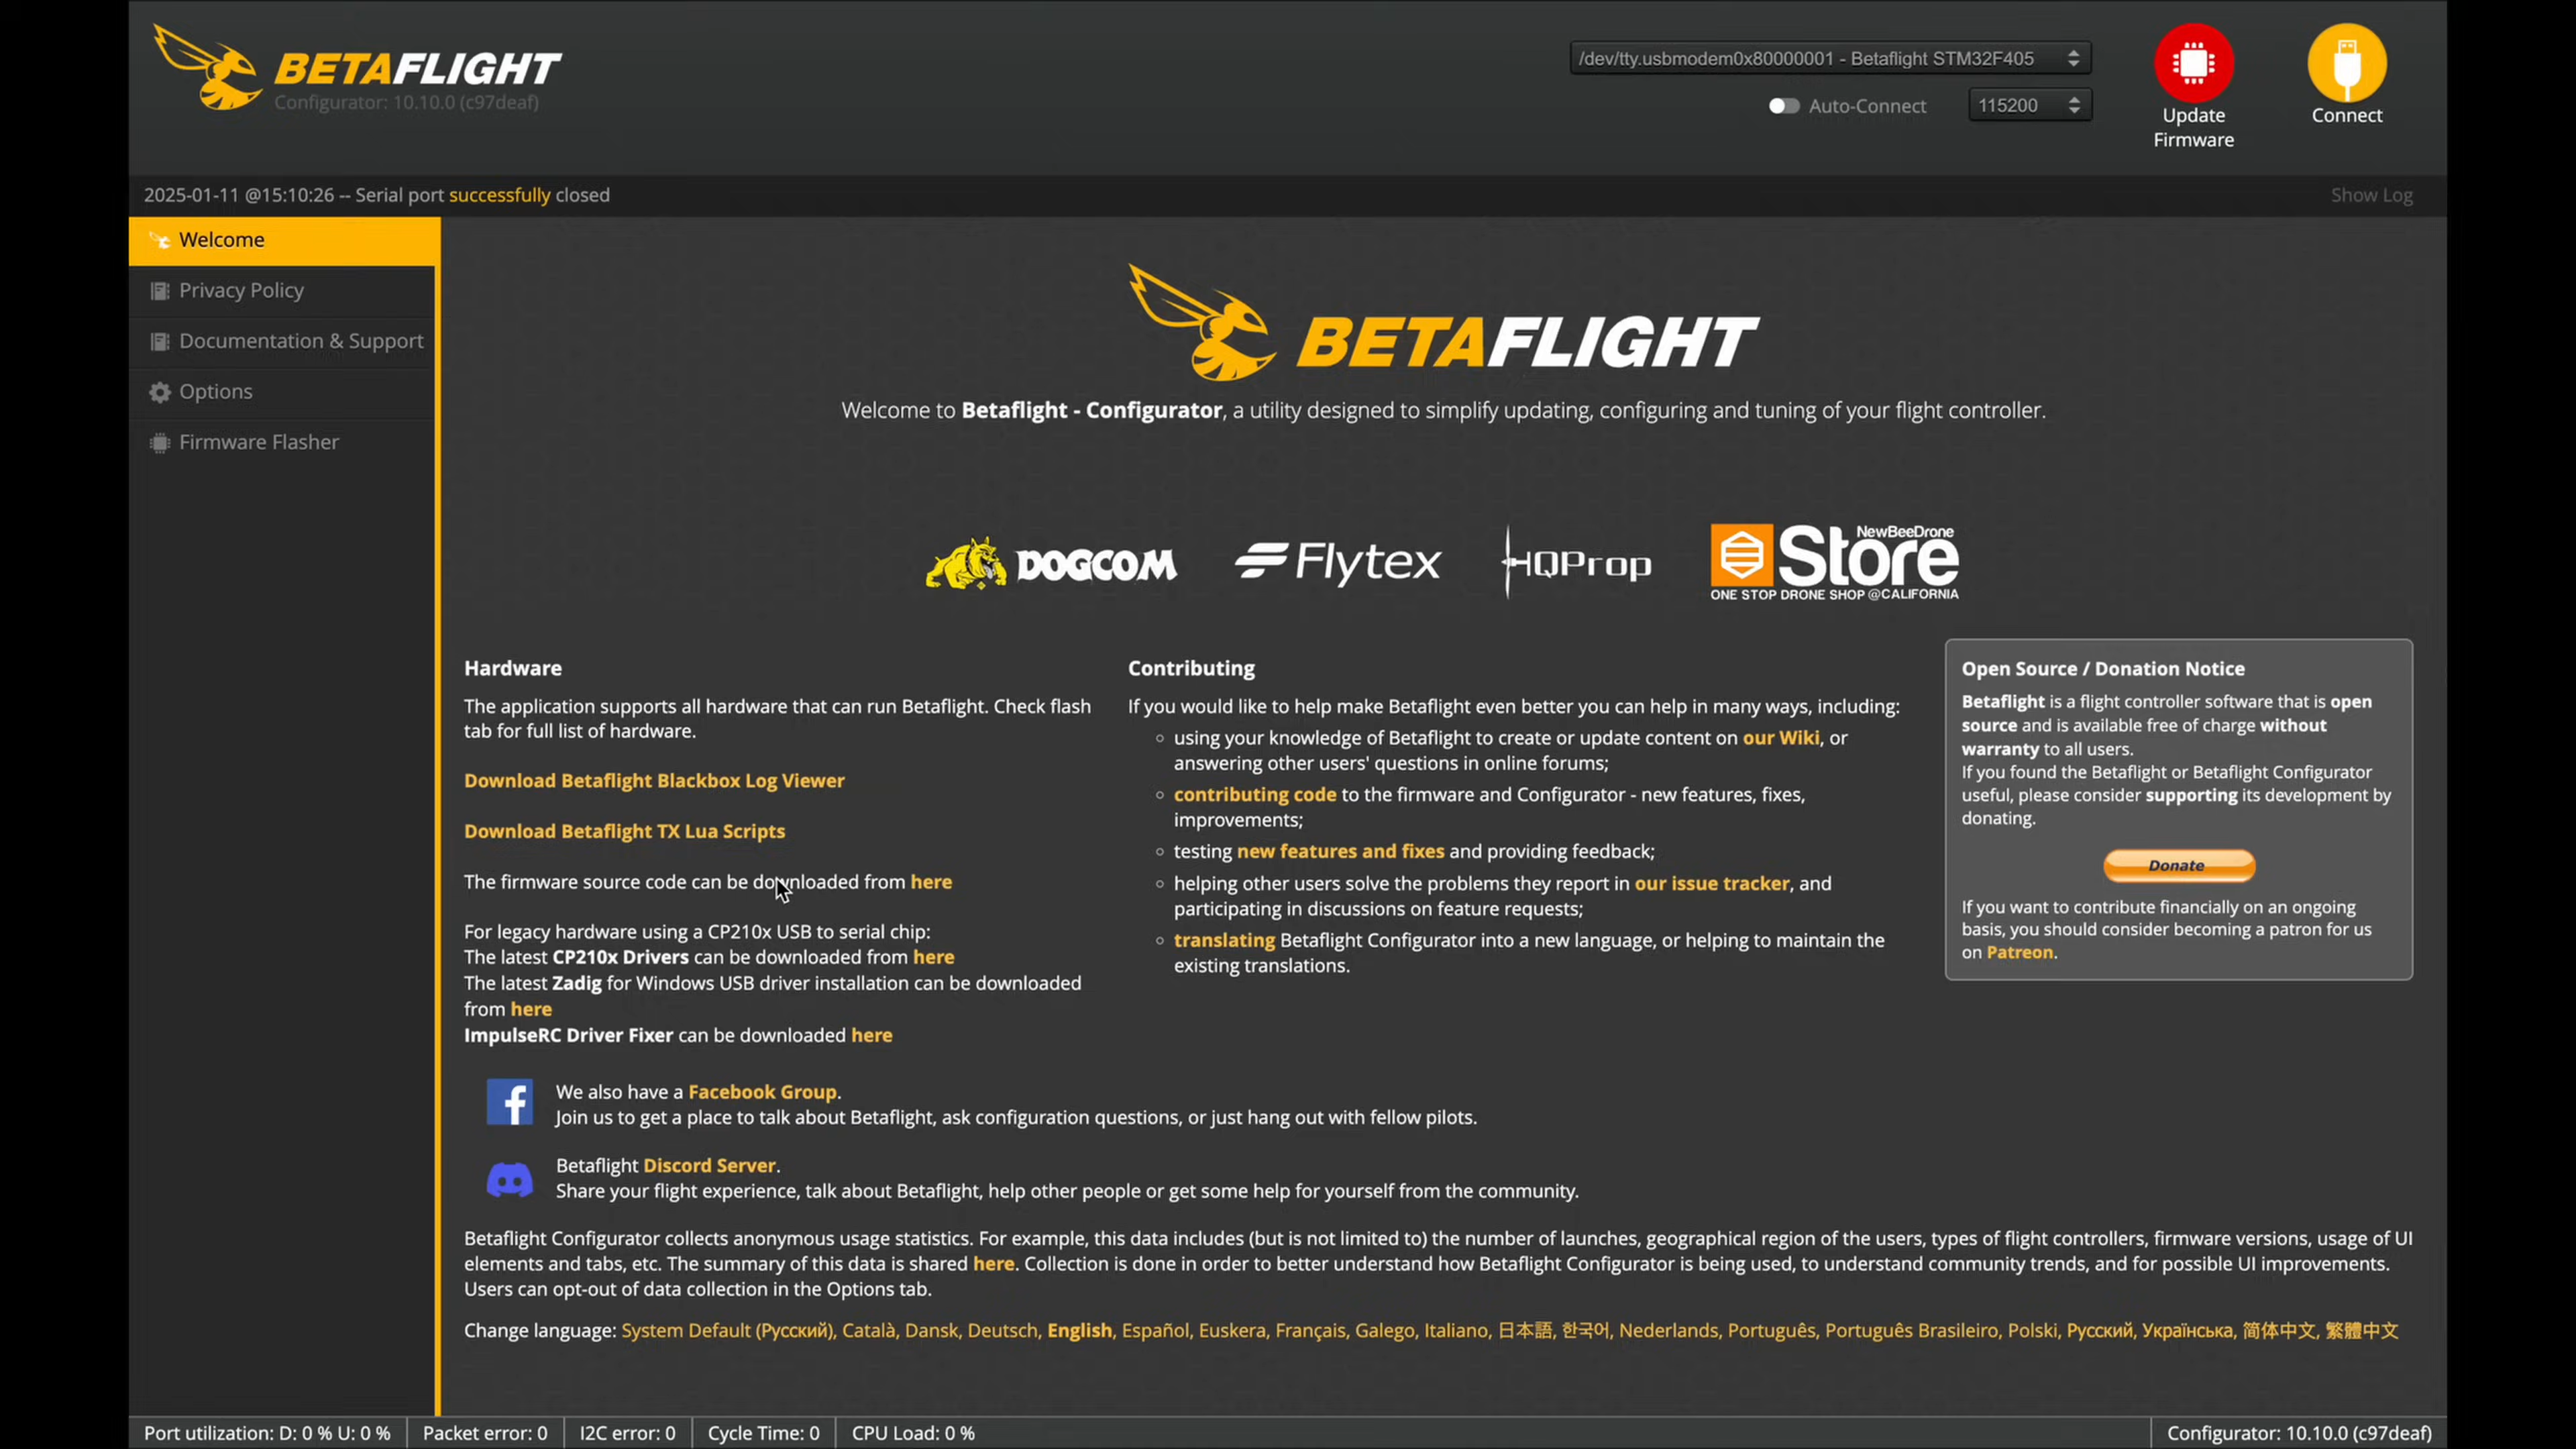 BETAFLIGHT
Configurator: 10.10.0 (c97deaf)
/dev/tty.usbmodem0x80000001 - Betaflight STM32F405
Auto-Connect
115200
Update
Firmware
Connect
2025-01-11 @15:10:26 -- Serial port successfully closed
Show Log
Welcome
Privacy Policy
Documentation & Support
Options
Firmware Flasher
BETAFLIGHT
Welcome to Betaflight - Configurator, a utility designed to simplify updating, configuring and tuning of your flight controller.
DOGCOM
Flytex
HQProp
NewBeeDrone
Store
ONE STOP DRONE SHOP @CALIFORNIA
Hardware
The application supports all hardware that can run Betaflight. Check flash
tab for full list of hardware.
Download Betaflight Blackbox Log Viewer
Download Betaflight TX Lua Scripts
The firmware source code can be downloaded from here
For legacy hardware using a CP210x USB to serial chip:
The latest CP210x Drivers can be downloaded from here
The latest Zadig for Windows USB driver installation can be downloaded
from here
ImpulseRC Driver Fixer can be downloaded here
Contributing
If you would like to help make Betaflight even better you can help in many ways, including:
using your knowledge of Betaflight to create or update content on our Wiki, or
answering other users' questions in online forums;
contributing code to the firmware and Configurator - new features, fixes,
improvements;
testing new features and fixes and providing feedback;
helping other users solve the problems they report in our issue tracker, and
participating in discussions on feature requests;
translating Betaflight Configurator into a new language, or helping to maintain the
existing translations.
Open Source / Donation Notice
Betaflight is a flight controller software that is open
source and is available free of charge without
warranty to all users.
If you found the Betaflight or Betaflight Configurator
useful, please consider supporting its development by
donating.
Donate
If you want to contribute financially on an ongoing
basis, you should consider becoming a patron for us
on Patreon.
We also have a Facebook Group.
Join us to get a place to talk about Betaflight, ask configuration questions, or just hang out with fellow pilots.
Betaflight Discord Server.
Share your flight experience, talk about Betaflight, help other people or get some help for yourself from the community.
Betaflight Configurator collects anonymous usage statistics. For example, this data includes (but is not limited to) the number of launches, geographical region of the users, types of flight controllers, firmware versions, usage of UI
elements and tabs, etc. The summary of this data is shared here. Collection is done in order to better understand how Betaflight Configurator is being used, to understand community trends, and for possible UI improvements.
Users can opt-out of data collection in the Options tab.
Change language: System Default (Русский), Català, Dansk, Deutsch, English, Español, Euskera, Français, Galego, Italiano, 日本語, 한국어, Nederlands, Português, Português Brasileiro, Polski, Русский, Українська, 简体中文, 繁體中文
Port utilization: D: 0 % U: 0 %
Packet error: 0
I2C error: 0
Cycle Time: 0
CPU Load: 0 %
Configurator: 10.10.0 (c97deaf)